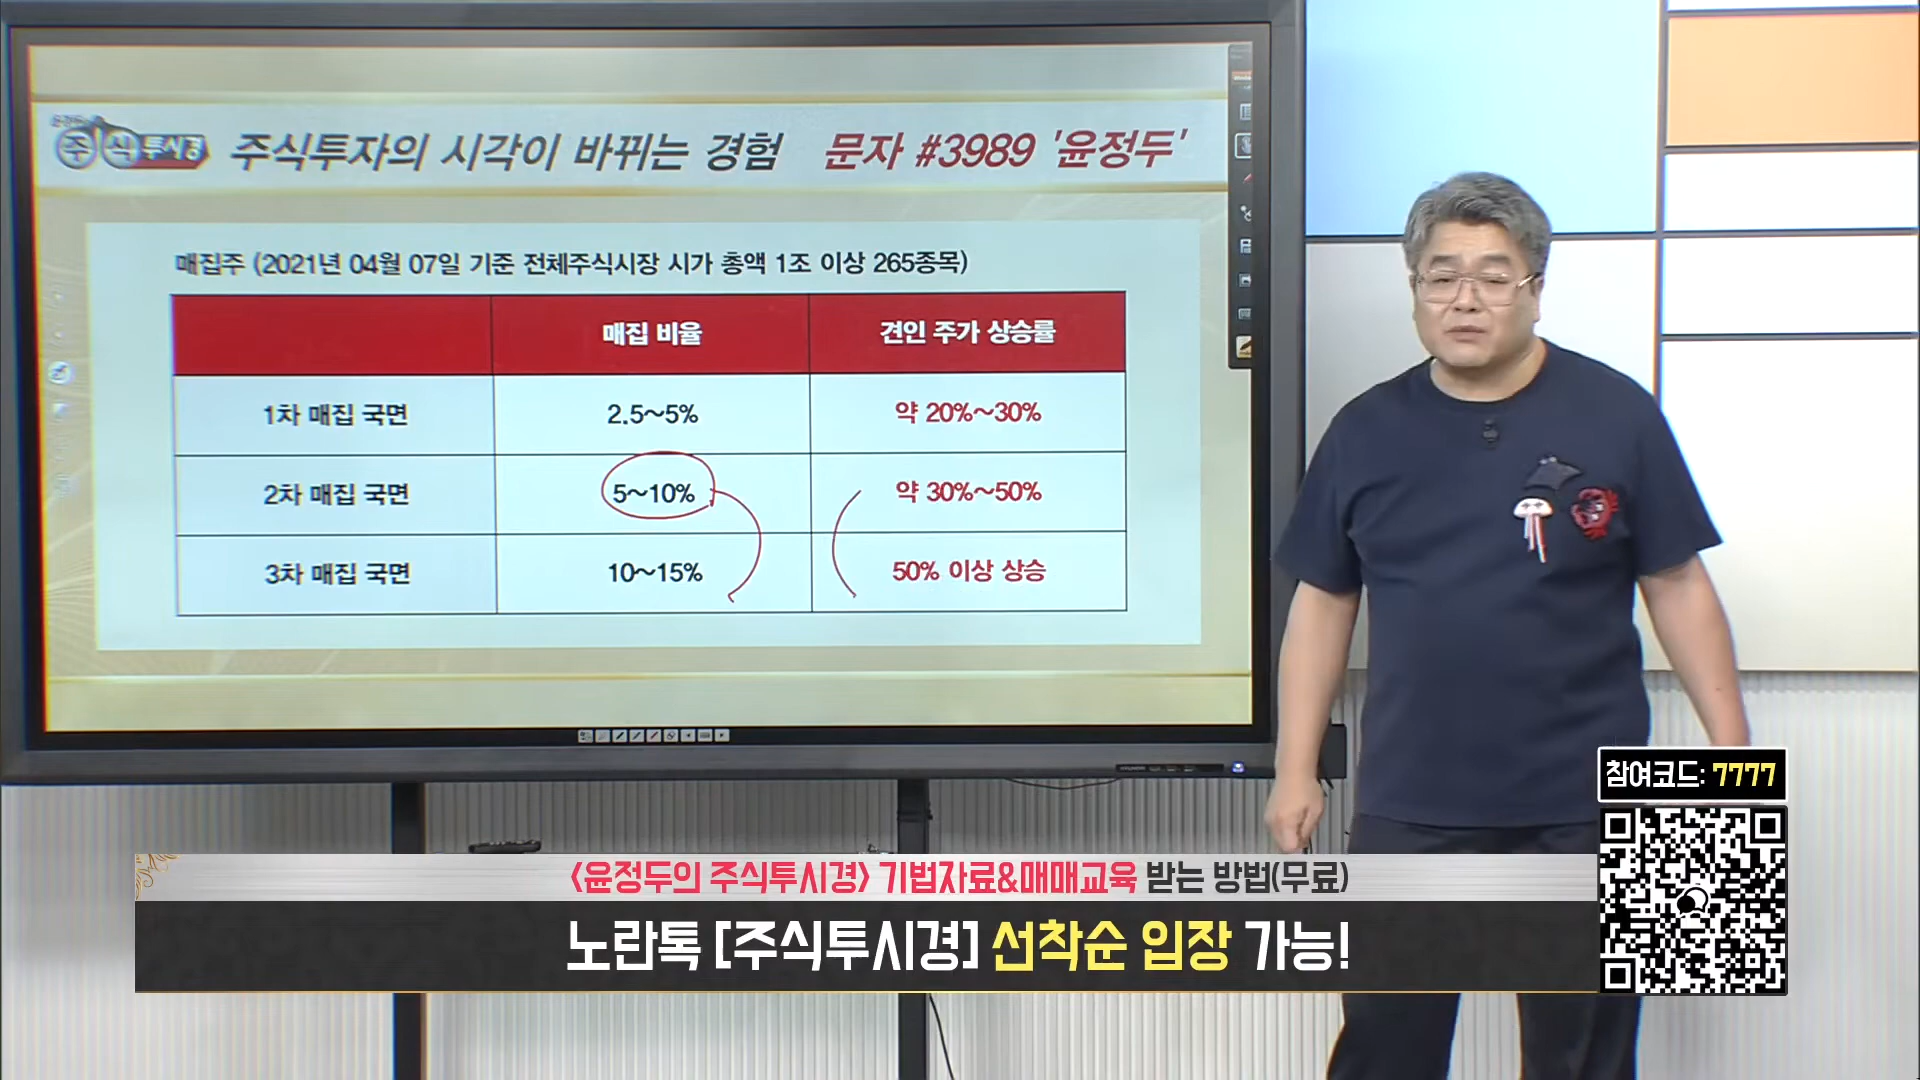 주식투시경
주식투자의 시각이 바뀌는 경험 문자 #3989 '윤정두'
매집주 (2021년 04월 07일 기준 전체주식시장 시가 총액 1조 이상 265종목)
매집 비율 견인 주가 상승률
1차 매집 국면 2.5~5% 약 20%~30%
2차 매집 국면 5~10% 약 30%~50%
3차 매집 국면 10~15% 50% 이상 상승
참여코드: 7777
<윤정두의 주식투시경> 기법자료&매매교육 받는 방법(무료)
노란톡 [주식투시경] 선착순 입장 가능!